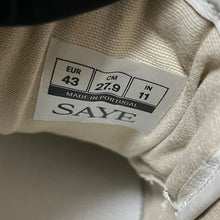 EUR CM IN
43 27.9 11
MADE IN PORTUGAL
SAYE